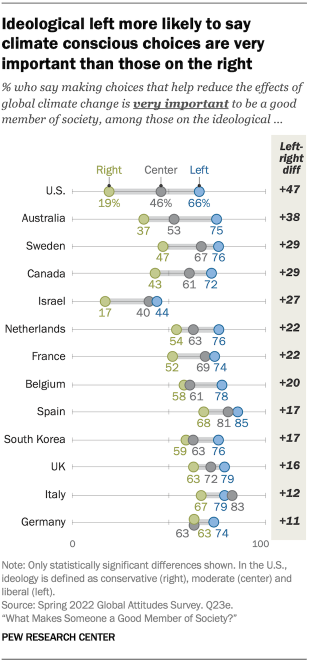 Ideological left more likely to say
climate conscious choices are very
important than those on the right
% who say making choices that help reduce the effects of
global climate change is very important to be a good
member of society, among those on the ideological ...
Left-
right
diff
Right Center Left
U.S. 19% 46% 66% +47
Australia 37 53 75 +38
Sweden 47 67 76 +29
Canada 43 61 72 +29
Israel 17 40 44 +27
Netherlands 54 63 76 +22
France 52 69 74 +22
Belgium 58 61 78 +20
Spain 68 81 85 +17
South Korea 59 63 76 +17
UK 63 72 79 +16
Italy 67 79 83 +12
Germany 63 63 74 +11
0 100
Note: Only statistically significant differences shown. In the U.S.,
ideology is defined as conservative (right), moderate (center) and
liberal (left).
Source: Spring 2022 Global Attitudes Survey. Q23e.
“What Makes Someone a Good Member of Society?”
PEW RESEARCH CENTER